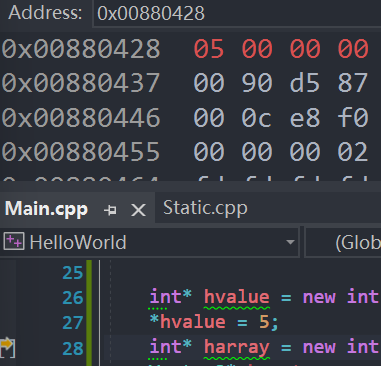 Address: 0x00880428
0x00880428 05 00 00 00
0x00880437 00 90 d5 87
0x00880446 00 0c e8 f0
0x00880455 00 00 00 02
Main.cpp Static.cpp
HelloWorld (Glob
25
26 int* hvalue = new int
27 *hvalue = 5;
28 int* harray = new int